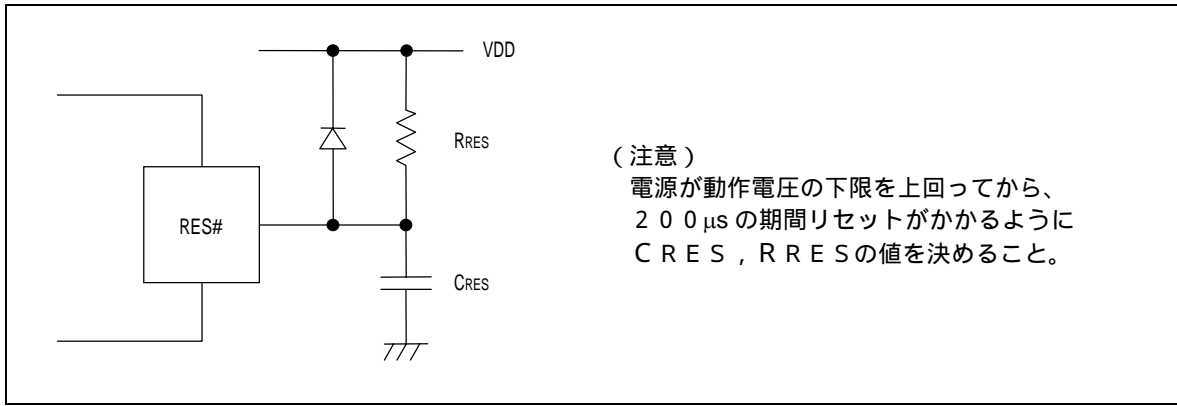 VDD
RRES
RES#
CRES
（注意）
電源が動作電圧の下限を上回ってから、
２００μsの期間リセットがかかるように
ＣＲＥＳ，ＲＲＥＳの値を決めること。